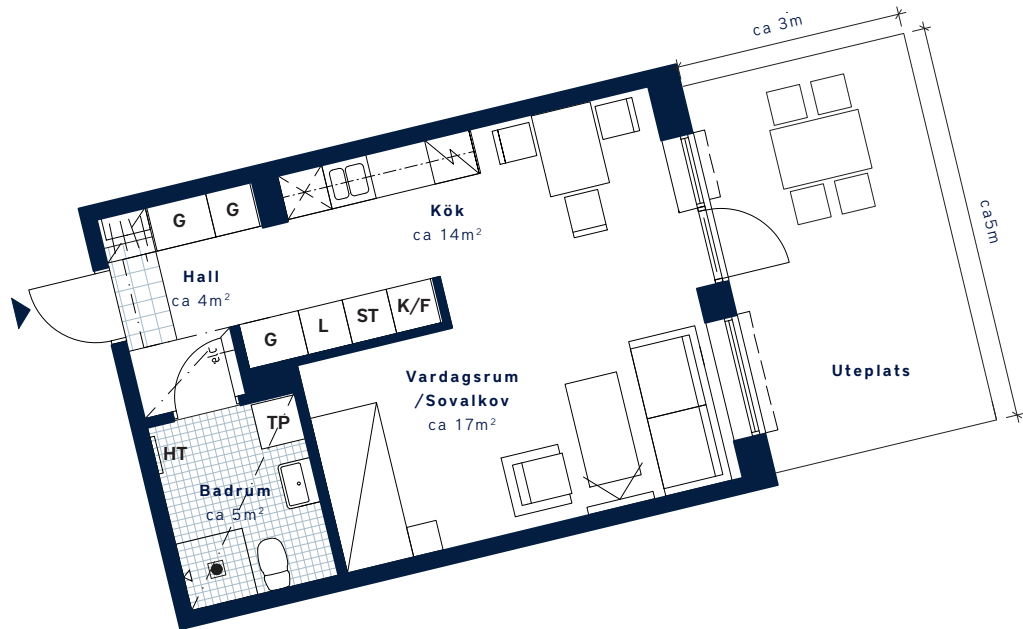 ca 3m
G
G
Kök
ca 14m²
Hall
ca 4m²
ca5m
G
L
ST
K/F
Vardagsrum
/Sovalkov
ca 17m²
Uteplats
TP
HT
Badrum
ca 5m²